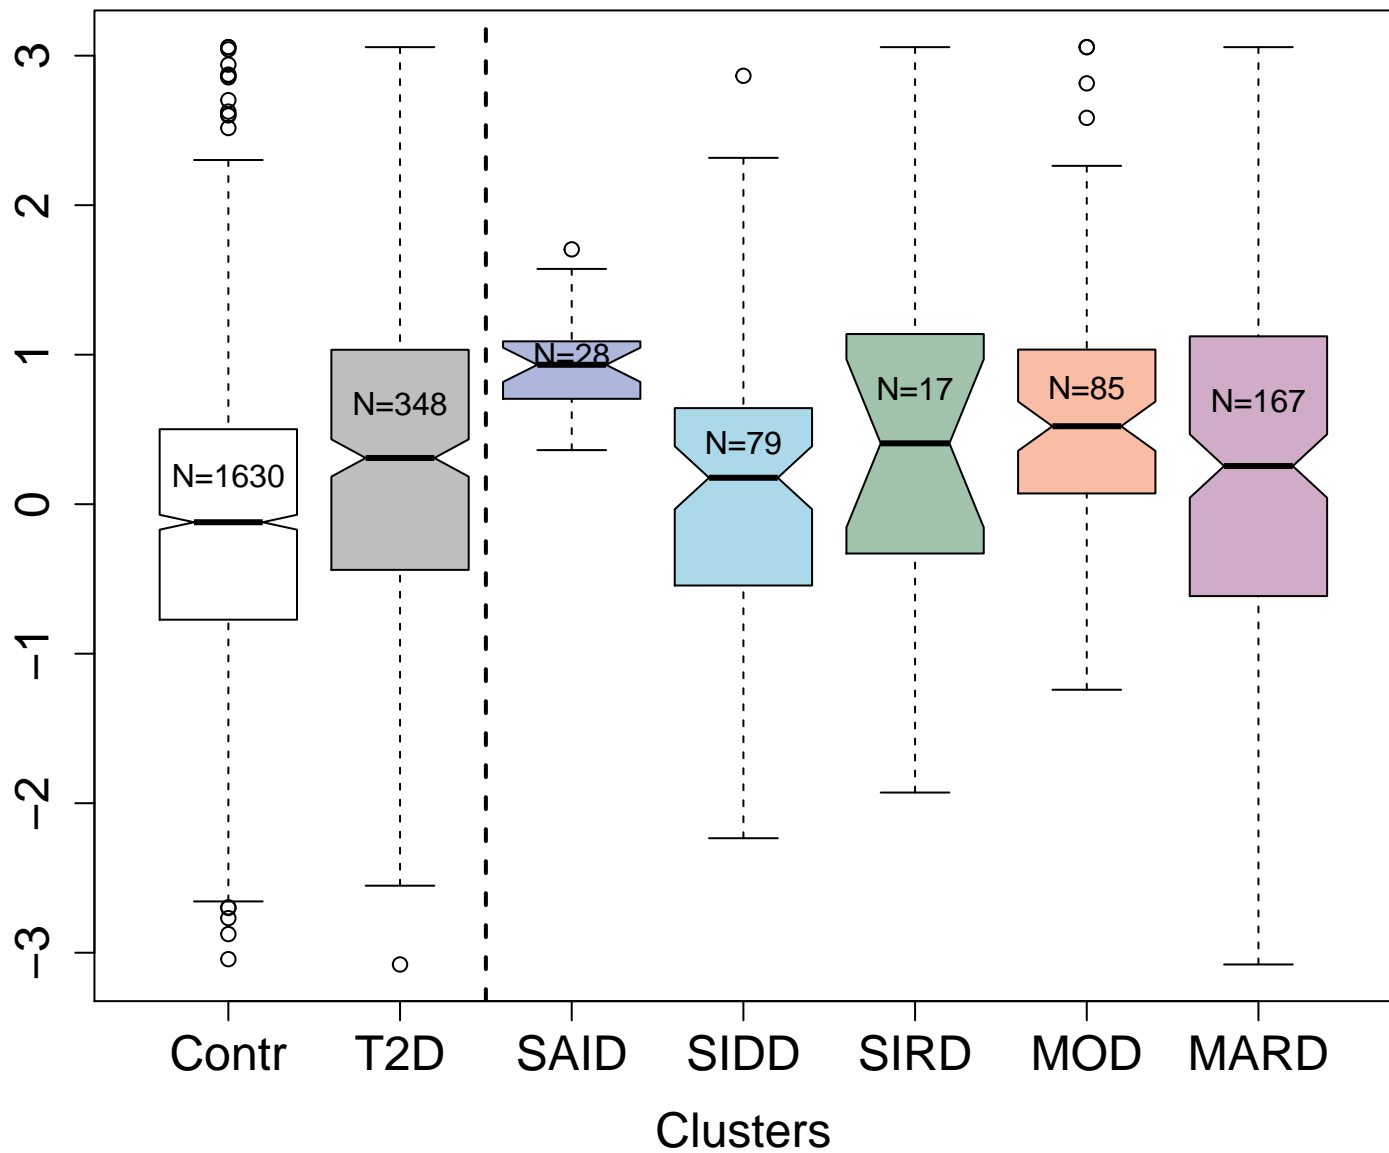 3
2
1
0
−1
−2
−3
N=1630
N=348
N=28
N=79
N=17
N=85
N=167
Contr T2D SAID SIDD SIRD MOD MARD
Clusters